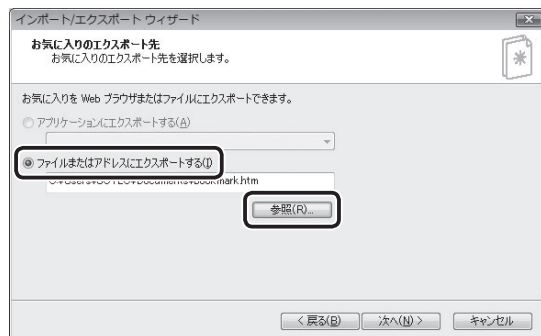 インポート/エクスポート ウィザード
お気に入りのエクスポート先
お気に入りのエクスポート先を選択します。
お気に入りを Web ブラウザまたはファイルにエクスポートできます。
アプリケーションにエクスポートする(A)
ファイルまたはアドレスにエクスポートする(I)
C:¥Users¥SOTEC¥Documents¥bookmark.htm
参照(R)...
< 戻る(B)
次へ(N) >
キャンセル